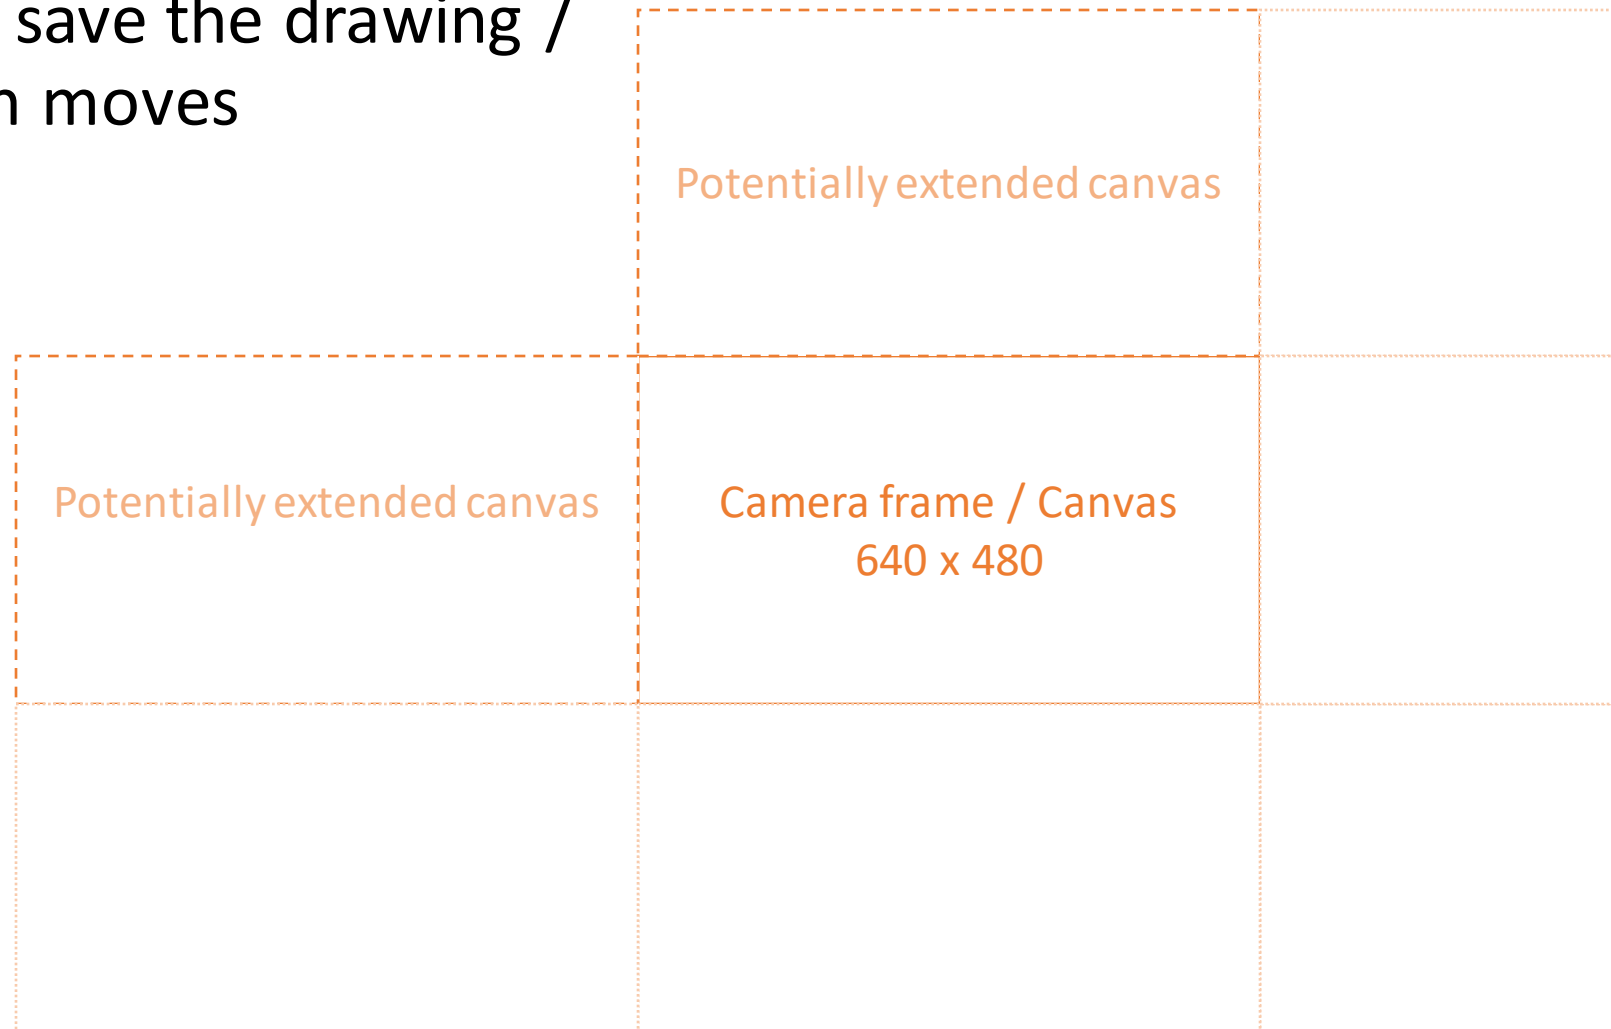 save the drawing /
moves
Potentially extended canvas
Potentially extended canvas
Camera frame / Canvas
640 x 480